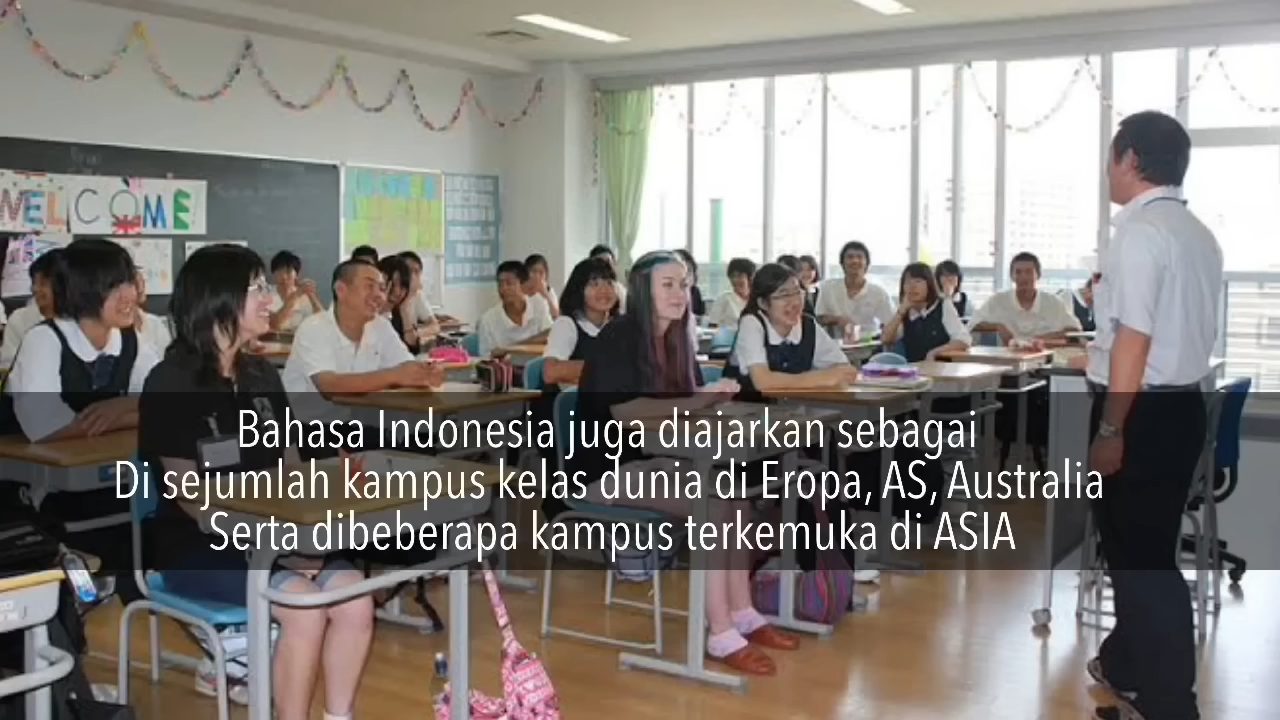 WELCOME
Bahasa Indonesia juga diajarkan sebagai
Di sejumlah kampus kelas dunia di Eropa, AS, Australia
Serta dibeberapa kampus terkemuka di ASIA